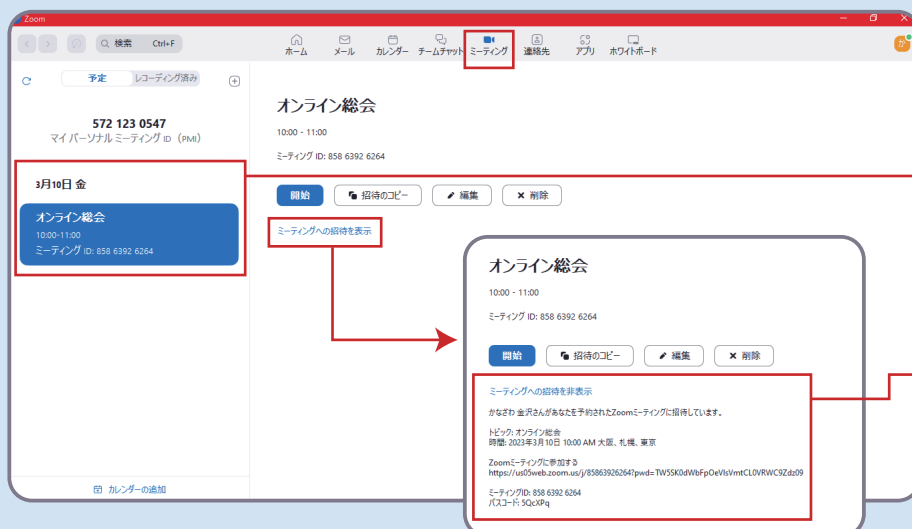 Zoom
検索 Ctrl+F
ホーム
メール
カレンダー
チームチャット
ミーティング
連絡先
アプリ
ホワイトボード
か
予定
レコーディング済み
572 123 0547
マイ パーソナル ミーティング ID（PMI）
3月10日 金
オンライン総会
10:00-11:00
ミーティング ID: 858 6392 6264
カレンダーの追加
オンライン総会
10:00 - 11:00
ミーティング ID: 858 6392 6264
開始
招待のコピー
編集
削除
ミーティングへの招待を表示
オンライン総会
10:00 - 11:00
ミーティング ID: 858 6392 6264
開始
招待のコピー
編集
削除
ミーティングへの招待を非表示
かなざわ 金沢さんがあなたを予約されたZoomミーティングに招待しています。
トピック: オンライン総会
時間: 2023年3月10日 10:00 AM 大阪、札幌、東京
Zoomミーティングに参加する
https://us05web.zoom.us/j/85863926264?pwd=TW5SK0dWbFpOeVlsVmtCL0VRWC9Zdz09
ミーティングID: 858 6392 6264
パスコード: 5QcXPq